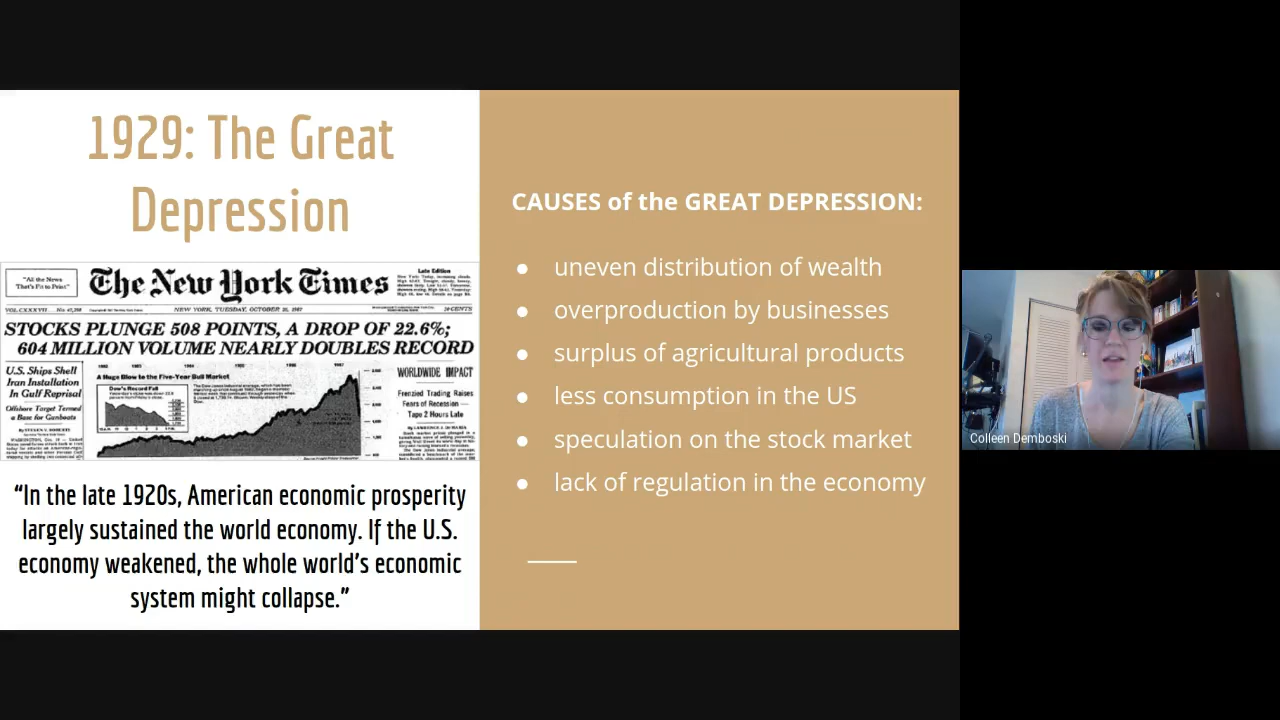 1929: The Great
Depression
"All the News
That's Fit to Print"
The New York Times
Late Edition
VOL. CXXXVII
NEW YORK, TUESDAY, OCTOBER 20, 1987
STOCKS PLUNGE 508 POINTS, A DROP OF 22.6%;
604 MILLION VOLUME NEARLY DOUBLES RECORD
U.S. Ships Shell
Iran Installation
In Gulf Reprisal
Offshore Target Termed
a Base for Gunboats
A Huge Blow to the Five-Year Bull Market
Dow's Record Fall
WORLDWIDE IMPACT
Frenzied Trading Raises
Fears of Recession —
Tape 2 Hours Late
“In the late 1920s, American economic prosperity
largely sustained the world economy. If the U.S.
economy weakened, the whole world’s economic
system might collapse.”
CAUSES of the GREAT DEPRESSION:
● uneven distribution of wealth
● overproduction by businesses
● surplus of agricultural products
● less consumption in the US
● speculation on the stock market
● lack of regulation in the economy
Colleen Demboski